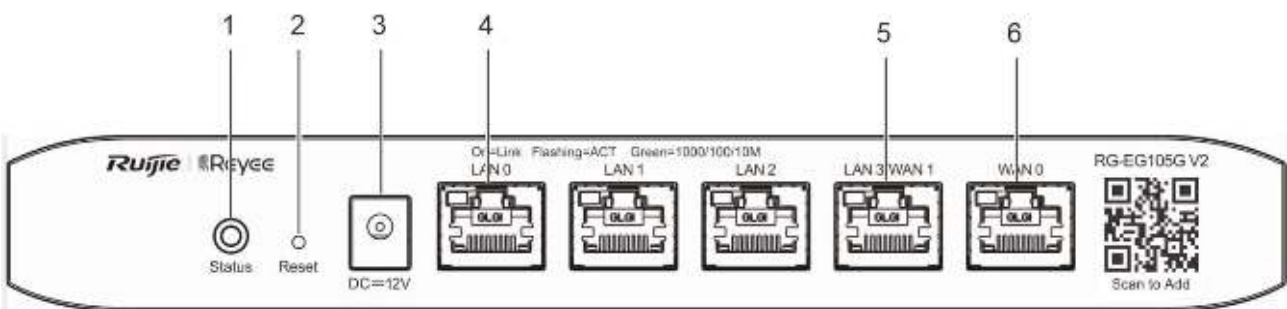 1 2 3 4 5 6
Ruijie Reyee
On=Link Flashing=ACT Green=1000/100/10M
LAN 0 LAN 1 LAN 2 LAN 3/WAN 1 WAN 0
RG-EG105G V2
Status Reset
DC⎓12V
Scan to Add